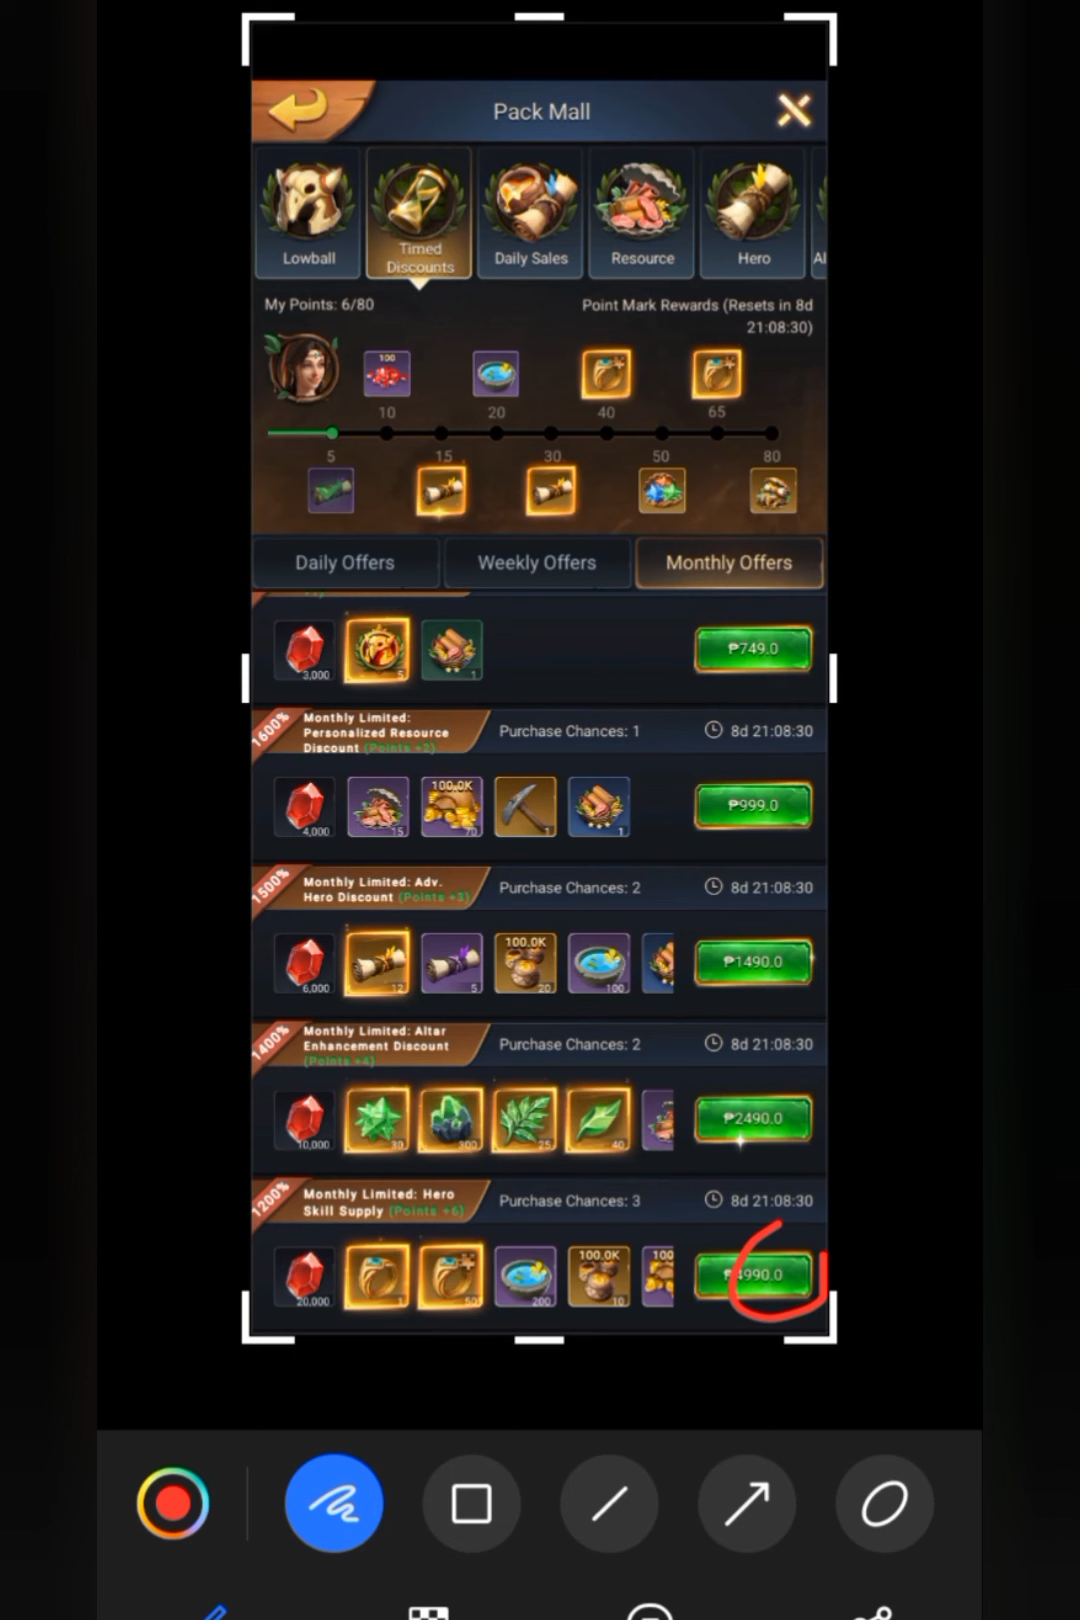 Pack Mall
Lowball
Timed
Discounts
Daily Sales
Resource
Hero
Al
My Points: 6/80
Point Mark Rewards (Resets in 8d
21:08:30)
100
10
20
40
65
5
15
30
50
80
Daily Offers
Weekly Offers
Monthly Offers
3,000
5
1
₱749.0
1600%
Monthly Limited:
Personalized Resource
Discount (Points +2)
Purchase Chances: 1
8d 21:08:30
4,000
15
100.0K
70
1
1
₱999.0
1500%
Monthly Limited: Adv.
Hero Discount (Points +3)
Purchase Chances: 2
8d 21:08:30
6,000
12
5
100.0K
20
100
₱1490.0
1400%
Monthly Limited: Altar
Enhancement Discount
(Points +4)
Purchase Chances: 2
8d 21:08:30
10,000
30
300
25
40
₱2490.0
1200%
Monthly Limited: Hero
Skill Supply (Points +6)
Purchase Chances: 3
8d 21:08:30
20,000
1
50
200
100.0K
10
100
₱4990.0